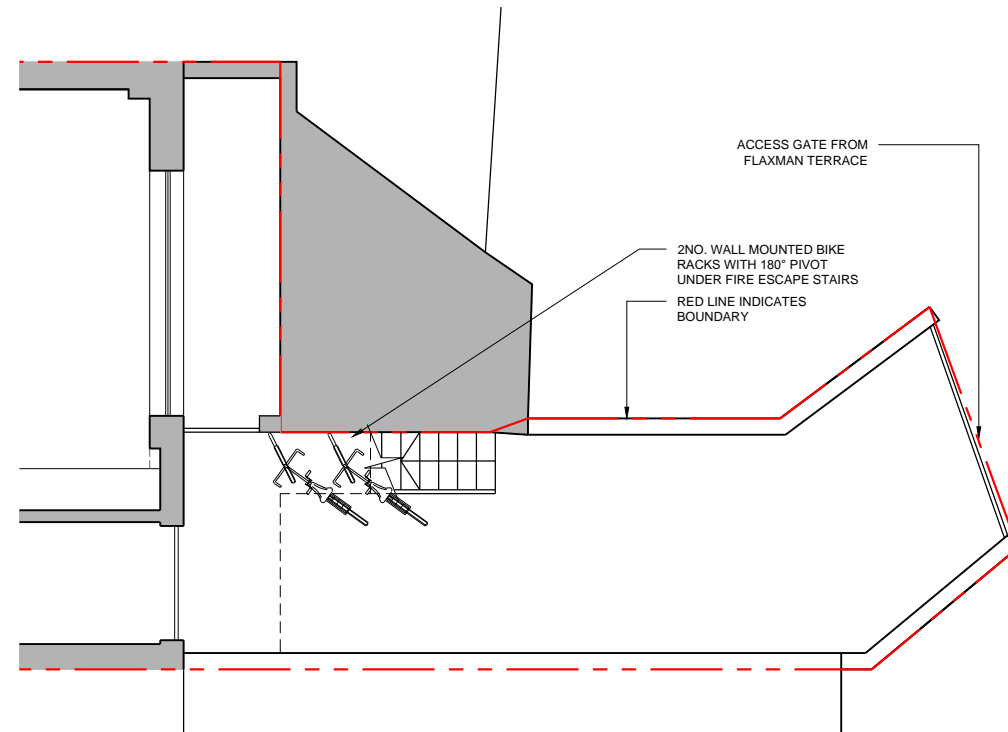 ACCESS GATE FROM
FLAXMAN TERRACE
2NO. WALL MOUNTED BIKE
RACKS WITH 180° PIVOT
UNDER FIRE ESCAPE STAIRS
RED LINE INDICATES
BOUNDARY